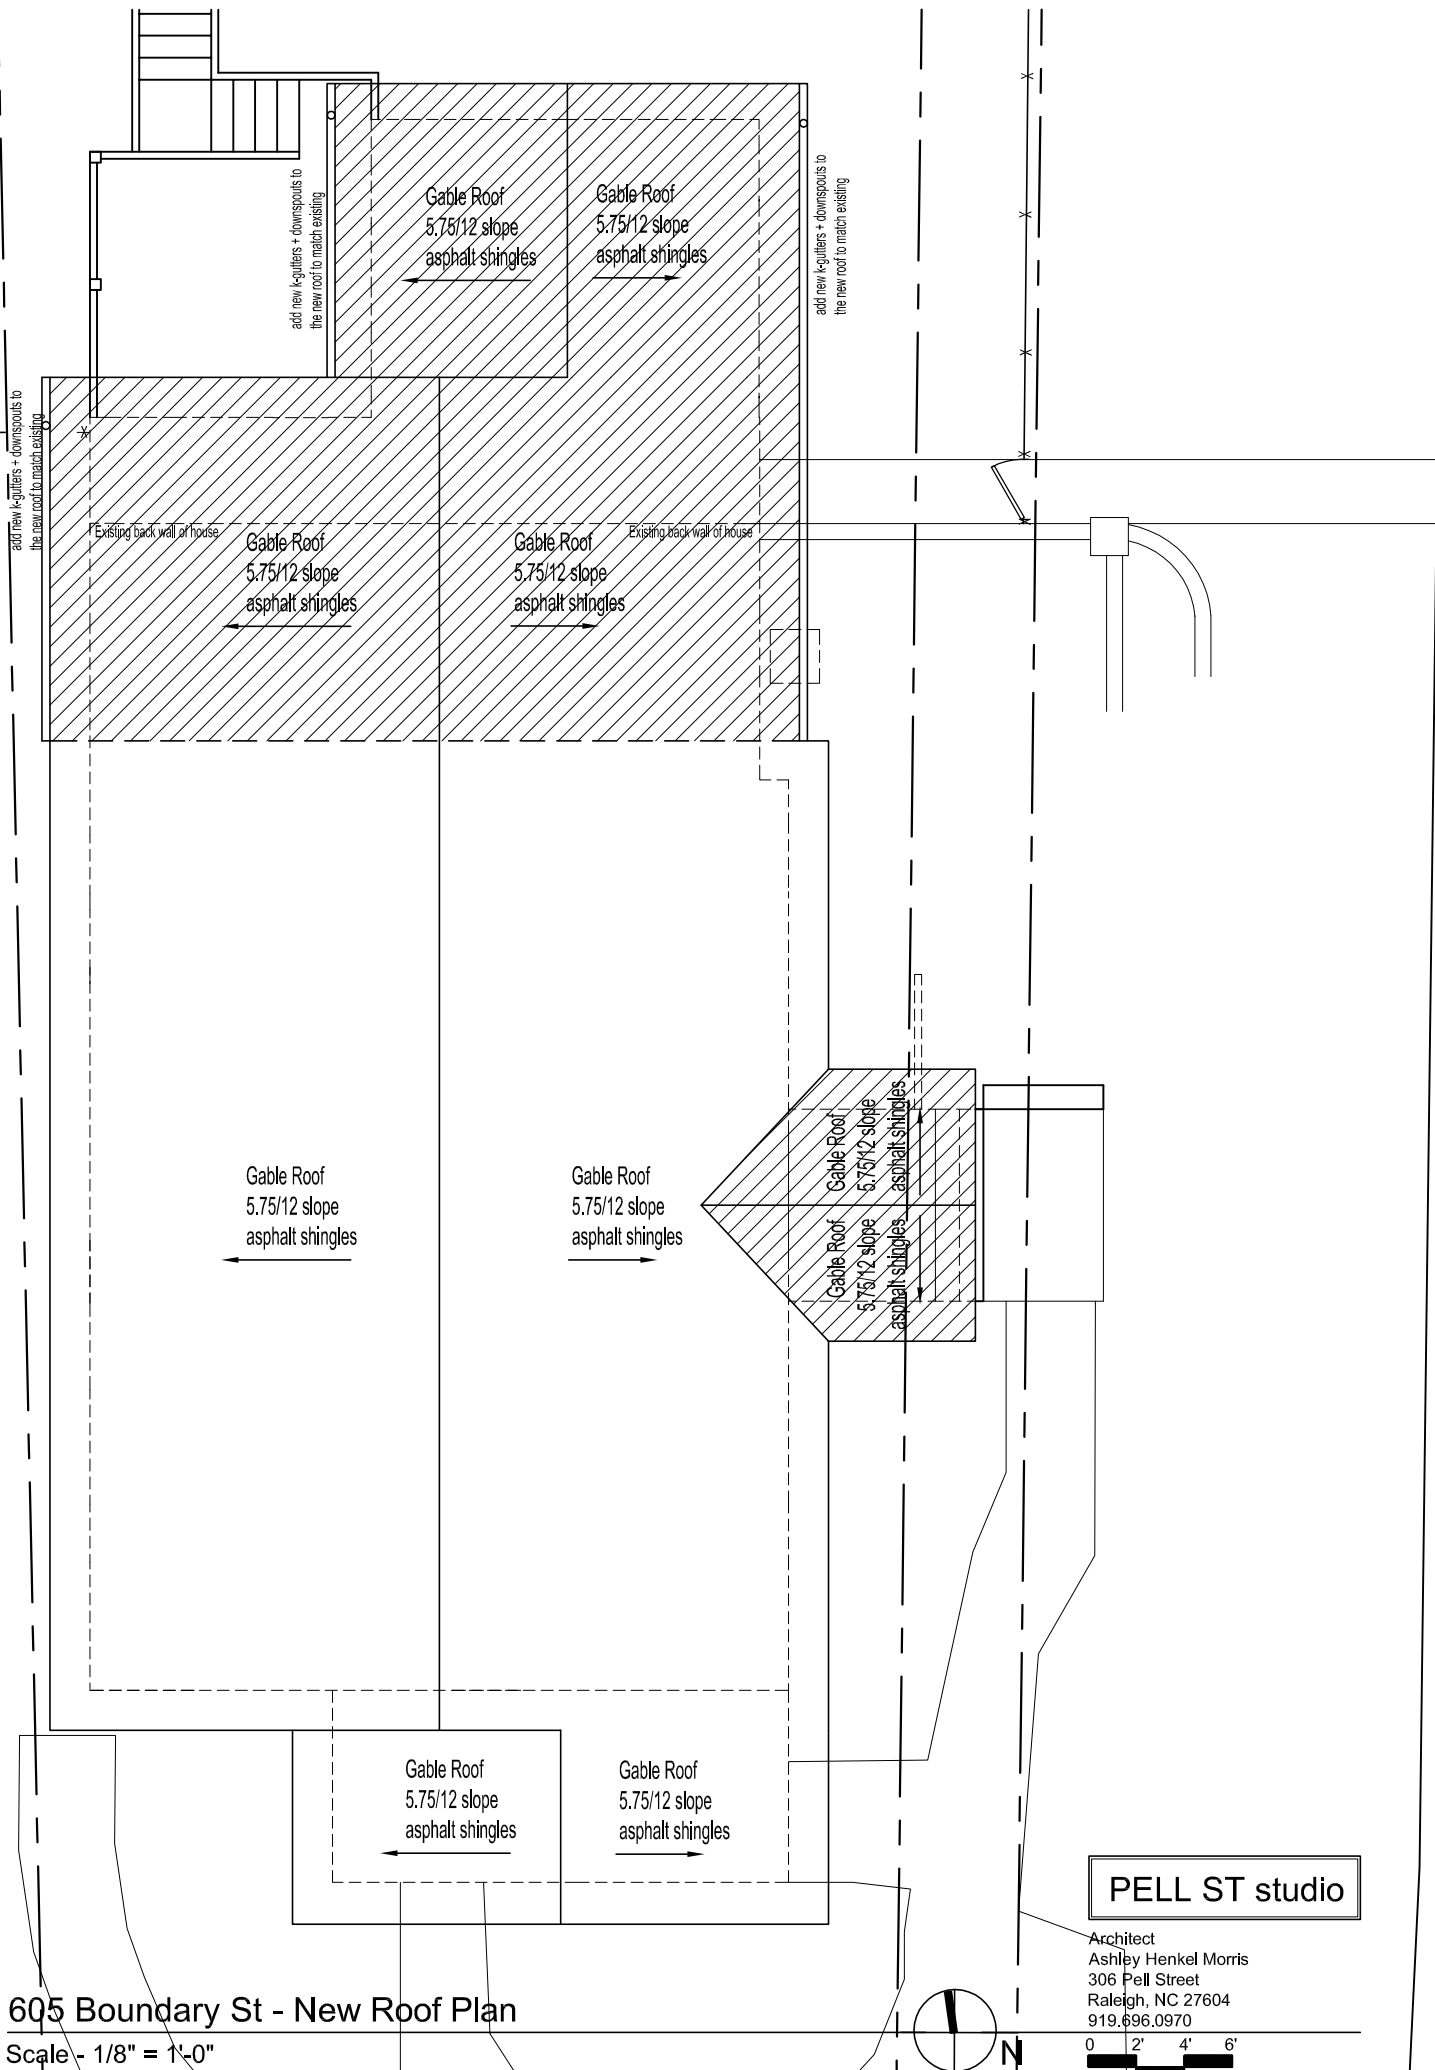 Gable Roof
5.75/12 slope
asphalt shingles
Gable Roof
5.75/12 slope
asphalt shingles
add new k-gutters + downspouts to
the new roof to match existing
add new k-gutters + downspouts to
the new roof to match existing
add new k-gutters + downspouts to
the new roof to match existing
Existing back wall of house
Existing back wall of house
Gable Roof
5.75/12 slope
asphalt shingles
Gable Roof
5.75/12 slope
asphalt shingles
Gable Roof
5.75/12 slope
asphalt shingles
Gable Roof
5.75/12 slope
asphalt shingles
Gable Roof
5.75/12 slope
asphalt shingles
Gable Roof
5.75/12 slope
asphalt shingles
Gable Roof
5.75/12 slope
asphalt shingles
Gable Roof
5.75/12 slope
asphalt shingles
PELL ST studio
Architect
Ashley Henkel Morris
306 Pell Street
Raleigh, NC 27604
919.696.0970
0 2' 4' 6'
N
605 Boundary St - New Roof Plan
Scale - 1/8" = 1'-0"